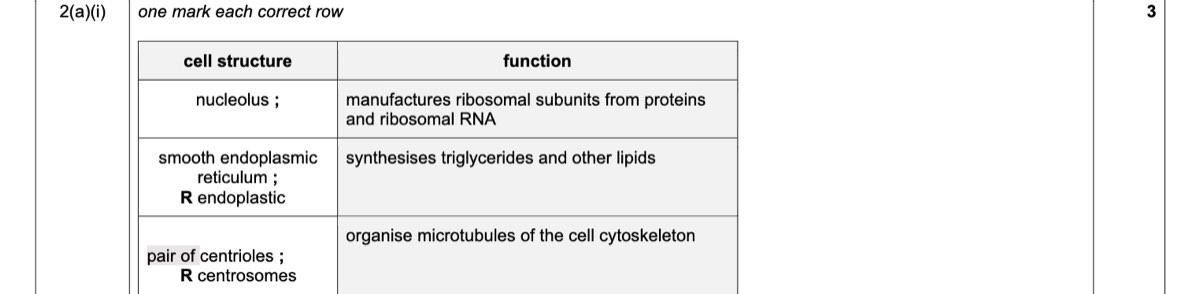 2(a)(i)
one mark each correct row
3
cell structure
function
nucleolus ;
manufactures ribosomal subunits from proteins
and ribosomal RNA
smooth endoplasmic
reticulum ;
R endoplastic
synthesises triglycerides and other lipids
pair of centrioles ;
R centrosomes
organise microtubules of the cell cytoskeleton